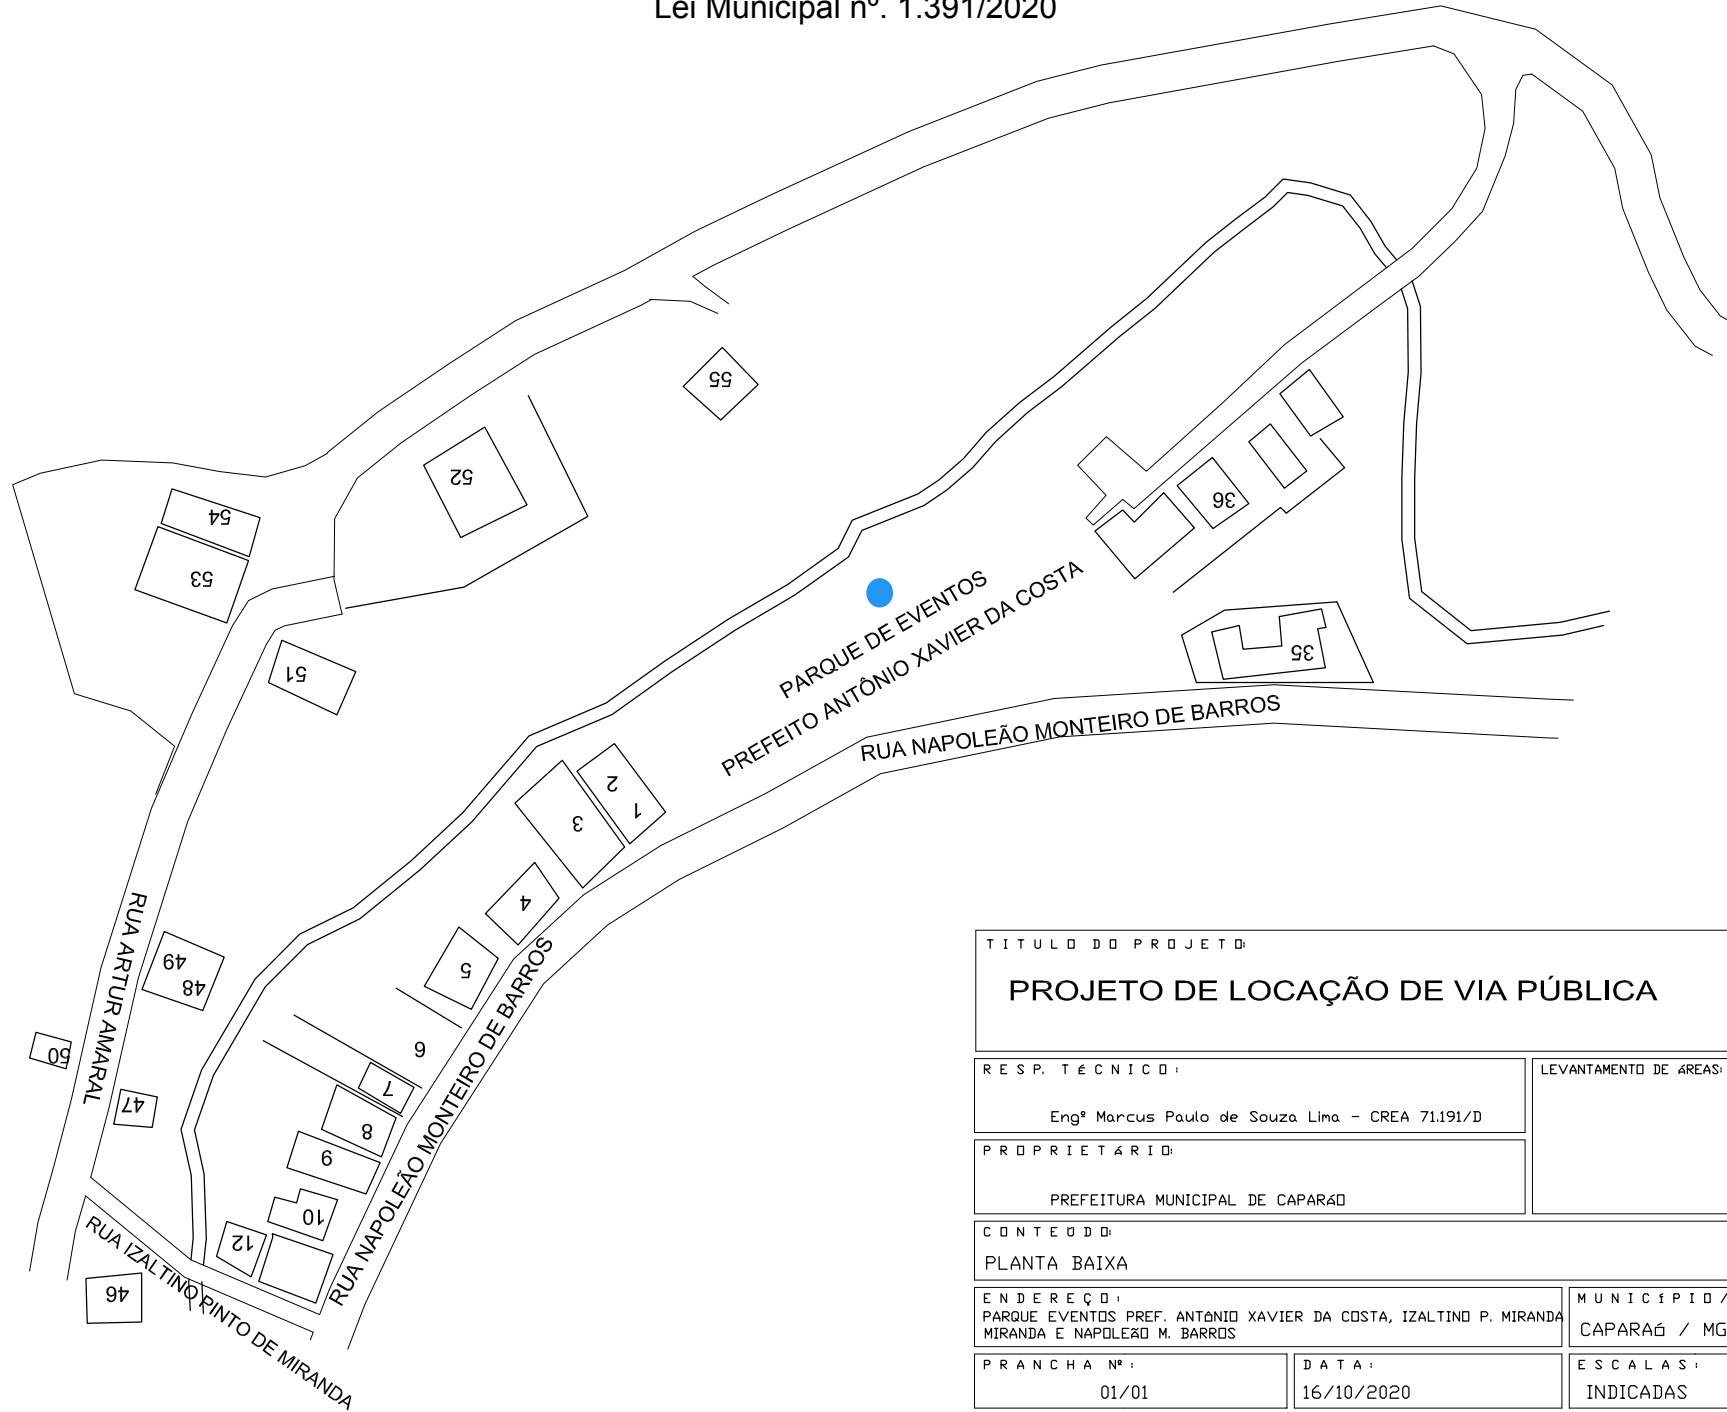 Lei Municipal nº. 1.391/2020
55
52
54
53
36
51
35
PARQUE DE EVENTOS
PREFEITO ANTÔNIO XAVIER DA COSTA
RUA NAPOLEÃO MONTEIRO DE BARROS
2
1
3
4
5
6
7
8
9
10
12
RUA ARTUR AMARAL
49
48
50
47
46
RUA NAPOLEÃO MONTEIRO DE BARROS
RUA IZALTINO PINTO DE MIRANDA
TITULO DO PROJETO:
PROJETO DE LOCAÇÃO DE VIA PÚBLICA
RESP. TÉCNICO:
Engº Marcus Paulo de Souza Lima - CREA 71.191/D
LEVANTAMENTO DE ÁREAS:
PROPRIETÁRIO:
PREFEITURA MUNICIPAL DE CAPARAÓ
CONTEÚDO:
PLANTA BAIXA
ENDEREÇO:
PARQUE EVENTOS PREF. ANTÔNIO XAVIER DA COSTA, IZALTINO P. MIRANDA
MIRANDA E NAPOLEÃO M. BARROS
MUNICÍPIO/
CAPARAÓ / MG
PRANCHA Nº:
01/01
DATA:
16/10/2020
ESCALAS:
INDICADAS